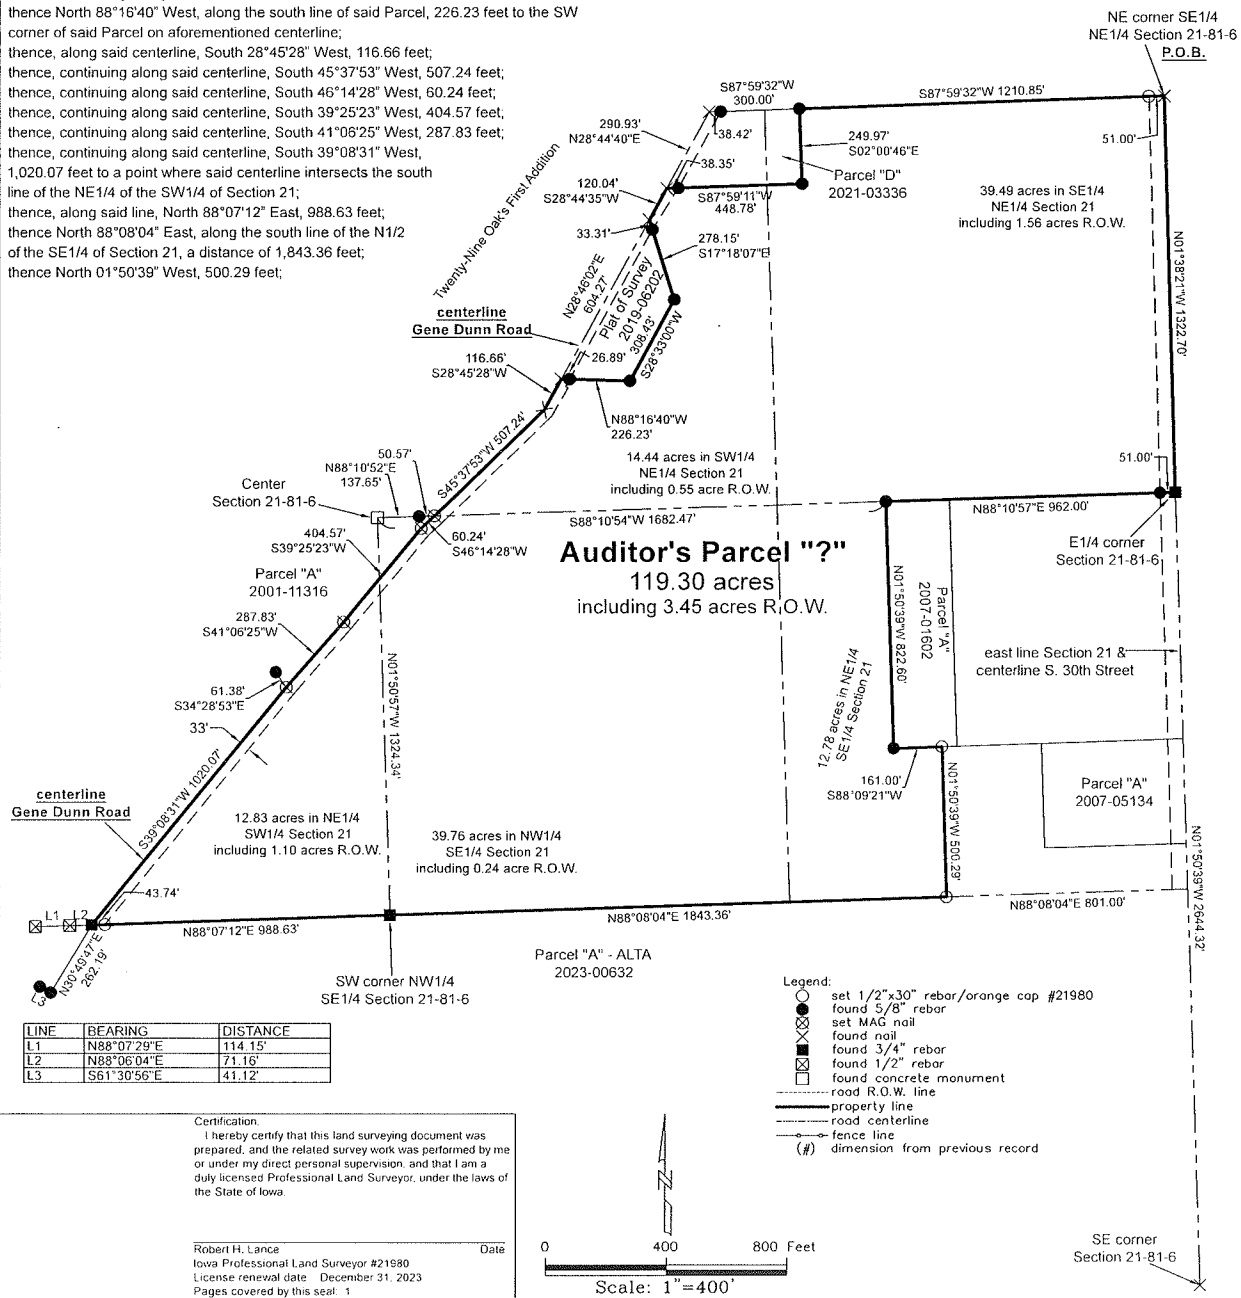 thence North 88°16'40" West, along the south line of said Parcel, 226.23 feet to the SW
corner of said Parcel on aforementioned centerline;
thence, along said centerline, South 28°45'28" West, 116.66 feet;
thence, continuing along said centerline, South 45°37'53" West, 507.24 feet;
thence, continuing along said centerline, South 46°14'28" West, 60.24 feet;
thence, continuing along said centerline, South 39°25'23" West, 404.57 feet;
thence, continuing along said centerline, South 41°06'25" West, 287.83 feet;
thence, continuing along said centerline, South 39°08'31" West,
1,020.07 feet to a point where said centerline intersects the south
line of the NE1/4 of the SW1/4 of Section 21;
thence, along said line, North 88°07'12" East, 988.63 feet;
thence North 88°08'04" East, along the south line of the N1/2
of the SE1/4 of Section 21, a distance of 1,843.36 feet;
thence North 01°50'39" West, 500.29 feet;
NE corner SE1/4
NE1/4 Section 21-81-6
P.O.B.
S87°59'32"W
300.00'
S87°59'32"W 1210.85'
51.00'
290.93'
N28°44'40"E
38.42'
249.97'
S02°00'46"E
38.35'
Parcel "D"
2021-03336
120.04'
S28°44'35"W
S87°59'11"W
448.78'
39.49 acres in SE1/4
NE1/4 Section 21
including 1.56 acres R.O.W.
Twenty-Nine Oak's First Addition
33.31'
278.15'
S17°18'07"E
N01°38'21"W 1322.70'
N28°46'02"E
604.27'
Plat of Survey
2019-06202
308.43'
S28°33'00"W
centerline
Gene Dunn Road
26.89'
116.66'
S28°45'28"W
N88°16'40"W
226.23'
S45°37'53"W 507.24'
50.57'
N88°10'52"E
137.65'
14.44 acres in SW1/4
NE1/4 Section 21
including 0.55 acre R.O.W.
51.00'
Center
Section 21-81-6
S88°10'54"W 1682.47'
N88°10'57"E 962.00'
404.57'
S39°25'23"W
60.24'
S46°14'28"W
E1/4 corner
Section 21-81-6
Auditor's Parcel "?"
119.30 acres
including 3.45 acres R.O.W.
Parcel "A"
2001-11316
N01°50'39"W 822.60'
Parcel "A"
2007-01602
287.83'
S41°06'25"W
east line Section 21 &
centerline S. 30th Street
61.38'
S34°28'53"E
N01°50'57"W 1324.34'
12.78 acres in NE1/4
SE1/4 Section 21
33'
S39°08'31"W 1020.07'
161.00'
S88°09'21"W
N01°50'39"W 500.29'
Parcel "A"
2007-05134
centerline
Gene Dunn Road
12.83 acres in NE1/4
SW1/4 Section 21
including 1.10 acres R.O.W.
39.76 acres in NW1/4
SE1/4 Section 21
including 0.24 acre R.O.W.
N01°50'39"W 2644.32'
43.74'
L1
L2
N88°07'12"E 988.63'
N88°08'04"E 1843.36'
N88°08'04"E 801.00'
N30°49'47"E
262.19'
L3
Parcel "A" - ALTA
2023-00632
SW corner NW1/4
SE1/4 Section 21-81-6
LINE BEARING DISTANCE
L1 N88°07'29"E 114.15'
L2 N88°06'04"E 71.16'
L3 S61°30'56"E 41.12'
Legend:
set 1/2"x30" rebar/orange cap #21980
found 5/8" rebar
set MAG nail
found nail
found 3/4" rebar
found 1/2" rebar
found concrete monument
road R.O.W. line
property line
road centerline
fence line
(#) dimension from previous record
Certification.
I hereby certify that this land surveying document was
prepared, and the related survey work was performed by me
or under my direct personal supervision, and that I am a
duly licensed Professional Land Surveyor, under the laws of
the State of Iowa.
Robert H. Lance Date
Iowa Professional Land Surveyor #21980
License renewal date December 31, 2023
Pages covered by this seal: 1
N
0 400 800 Feet
Scale: 1"=400'
SE corner
Section 21-81-6